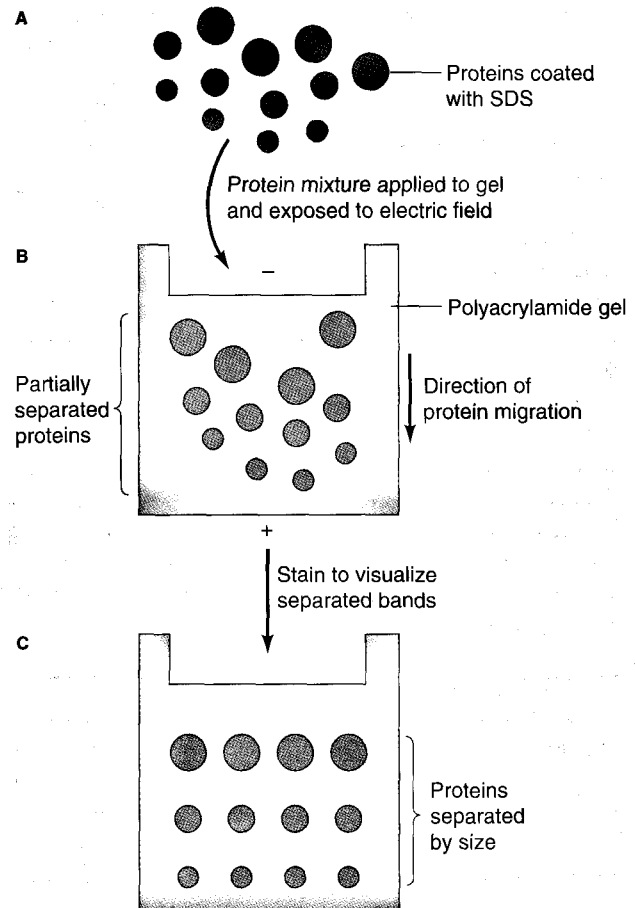 A
Proteins coated
with SDS
Protein mixture applied to gel
and exposed to electric field
B
−
Polyacrylamide gel
Partially
separated
proteins
Direction of
protein migration
+
Stain to visualize
separated bands
C
Proteins
separated
by size